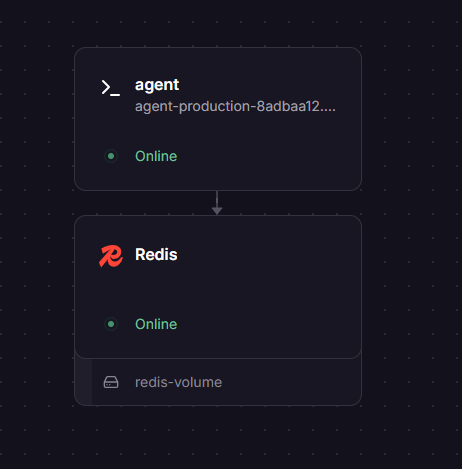 agent
agent-production-8adbaa12....
Online
Redis
Online
redis-volume